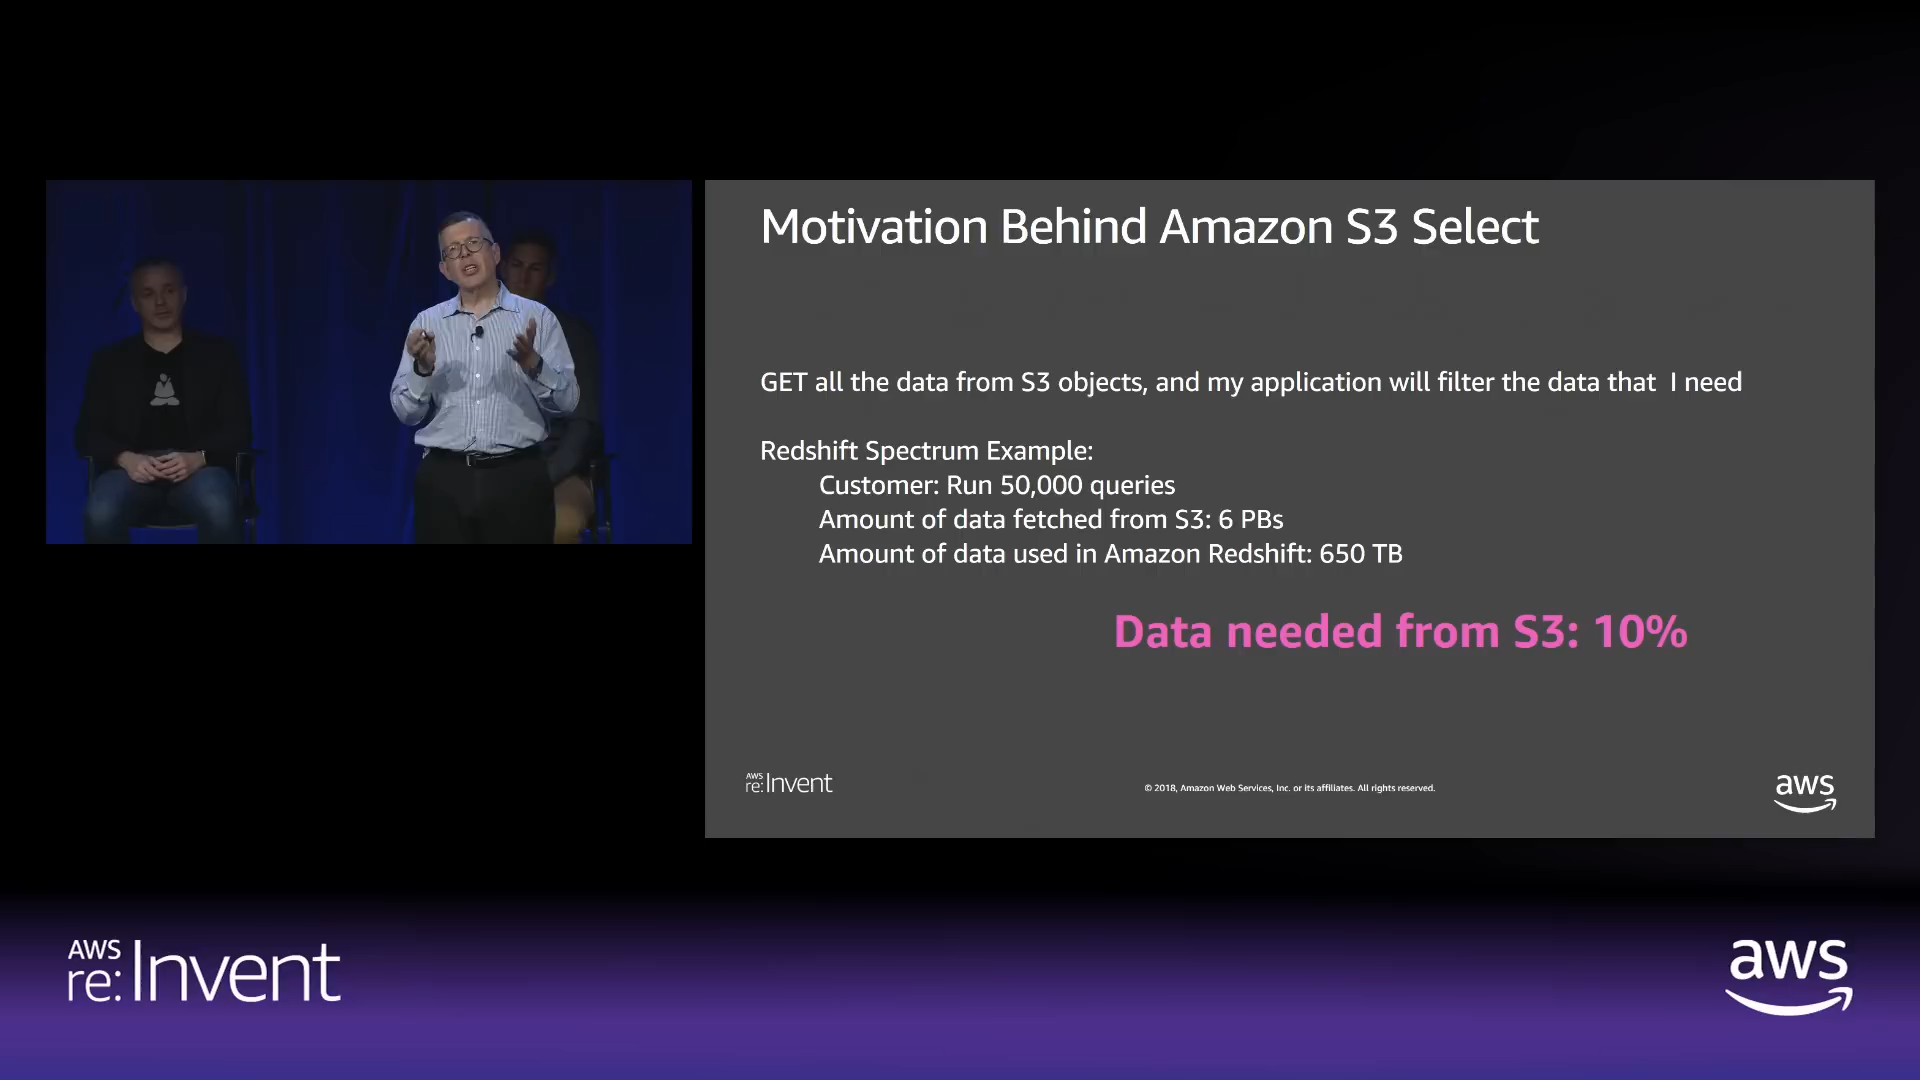 Motivation Behind Amazon S3 Select
GET all the data from S3 objects, and my application will filter the data that I need
Redshift Spectrum Example:
Customer: Run 50,000 queries
Amount of data fetched from S3: 6 PBs
Amount of data used in Amazon Redshift: 650 TB
Data needed from S3: 10%
AWS
re:Invent
© 2018, Amazon Web Services, Inc. or its affiliates. All rights reserved.
aws
AWS
re:Invent
aws